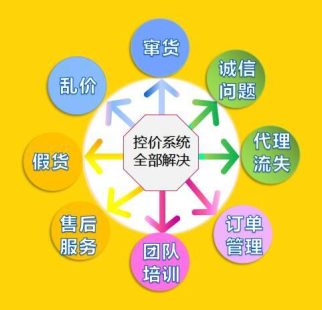 窜货
诚信
问题
代理
流失
订单
管理
团队
培训
售后
服务
假货
乱价
控价系统
全部解决